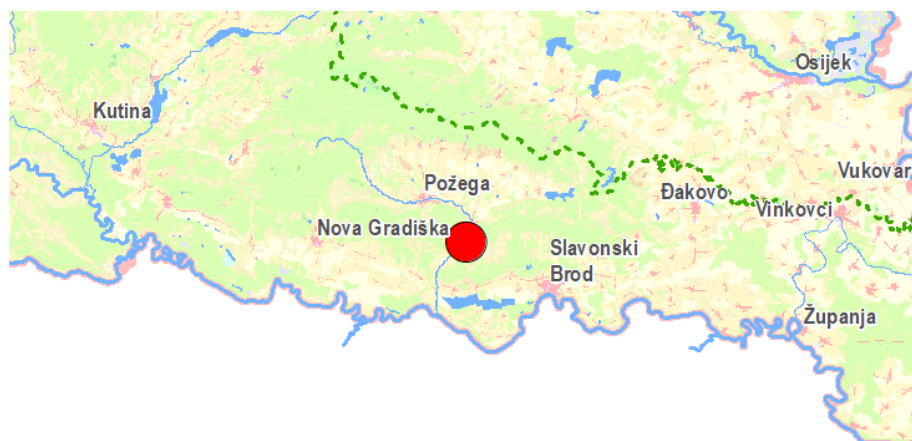 Osijek
Kutina
Vukovar
Požega
Đakovo
Vinkovci
Nova Gradiška
Slavonski
Brod
Županja